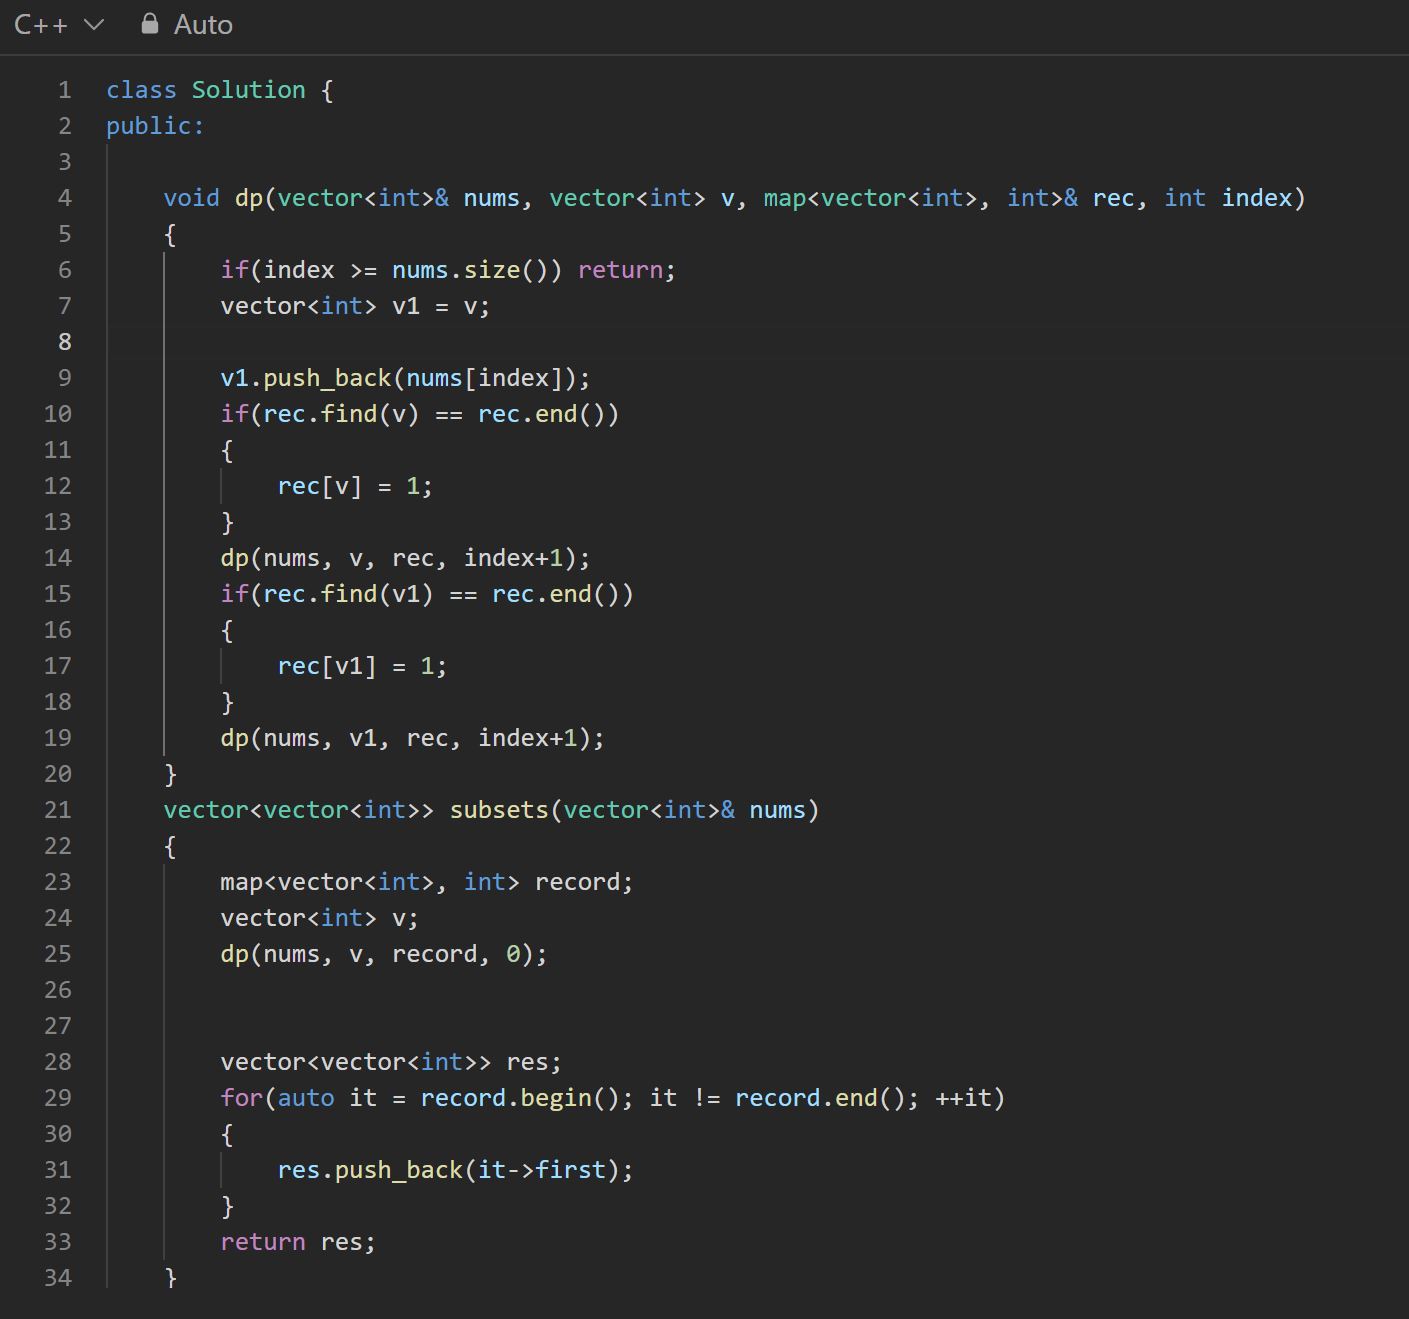 C++ Auto
1 class Solution {
2 public:
3
4 void dp(vector<int>& nums, vector<int> v, map<vector<int>, int>& rec, int index)
5 {
6 if(index >= nums.size()) return;
7 vector<int> v1 = v;
8
9 v1.push_back(nums[index]);
10 if(rec.find(v) == rec.end())
11 {
12 rec[v] = 1;
13 }
14 dp(nums, v, rec, index+1);
15 if(rec.find(v1) == rec.end())
16 {
17 rec[v1] = 1;
18 }
19 dp(nums, v1, rec, index+1);
20 }
21 vector<vector<int>> subsets(vector<int>& nums)
22 {
23 map<vector<int>, int> record;
24 vector<int> v;
25 dp(nums, v, record, 0);
26
27
28 vector<vector<int>> res;
29 for(auto it = record.begin(); it != record.end(); ++it)
30 {
31 res.push_back(it->first);
32 }
33 return res;
34 }